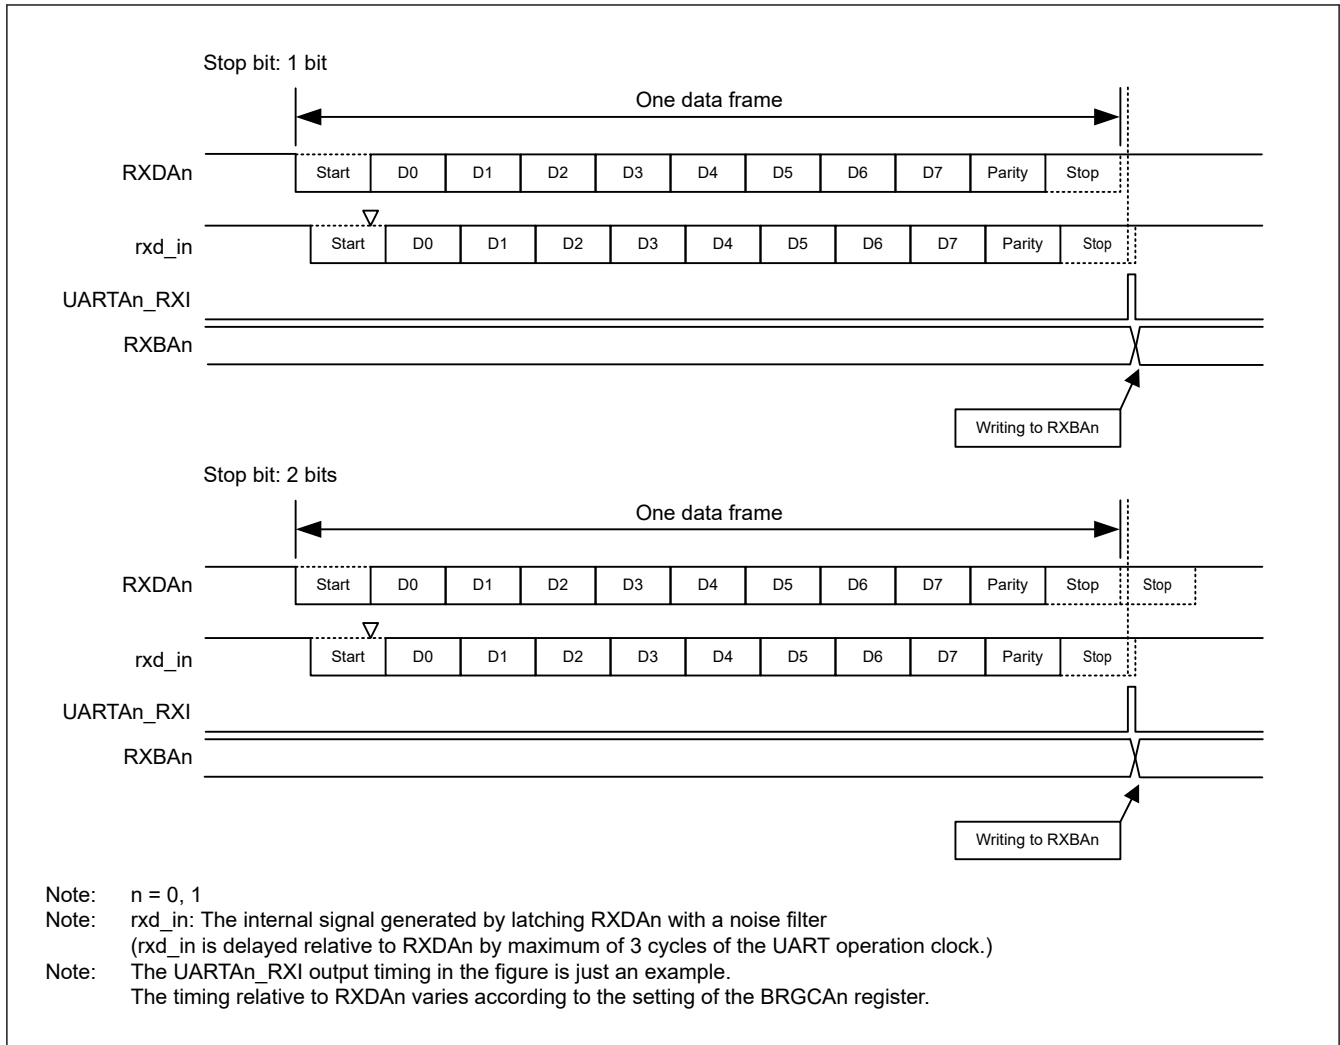 Stop bit: 1 bit
One data frame
RXDAn Start D0 D1 D2 D3 D4 D5 D6 D7 Parity Stop
rxd_in Start D0 D1 D2 D3 D4 D5 D6 D7 Parity Stop
UARTAn_RXI
RXBAn
Writing to RXBAn
Stop bit: 2 bits
One data frame
RXDAn Start D0 D1 D2 D3 D4 D5 D6 D7 Parity Stop Stop
rxd_in Start D0 D1 D2 D3 D4 D5 D6 D7 Parity Stop
UARTAn_RXI
RXBAn
Writing to RXBAn
Note: n = 0, 1
Note: rxd_in: The internal signal generated by latching RXDAn with a noise filter
(rxd_in is delayed relative to RXDAn by maximum of 3 cycles of the UART operation clock.)
Note: The UARTAn_RXI output timing in the figure is just an example.
The timing relative to RXDAn varies according to the setting of the BRGCAn register.